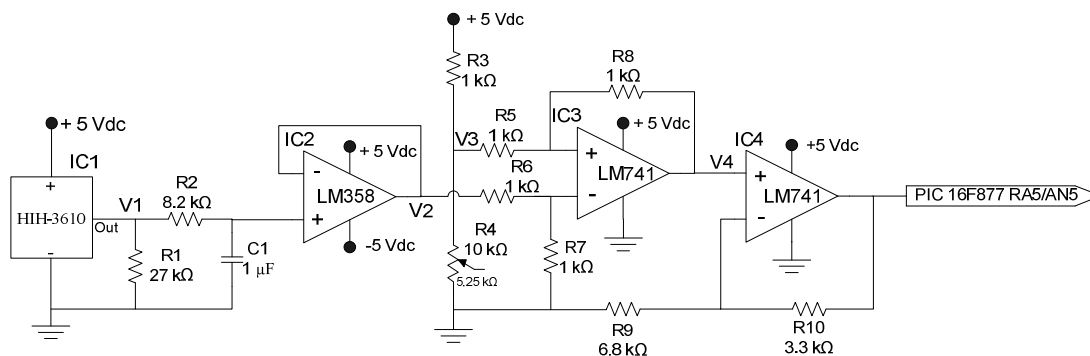 + 5 Vdc
IC1
+
HIH-3610
-
Out
V1
R2
8.2 kΩ
R1
27 kΩ
C1
1 µF
IC2
-
+ 5 Vdc
LM358
+
-5 Vdc
V2
+ 5 Vdc
R3
1 kΩ
V3
R5
1 kΩ
R6
1 kΩ
R4
10 kΩ
5,25 kΩ
R8
1 kΩ
IC3
+ 5 Vdc
+
LM741
-
R7
1 kΩ
V4
IC4
+5 Vdc
+
LM741
-
R9
6.8 kΩ
R10
3.3 kΩ
PIC 16F877 RA5/AN5